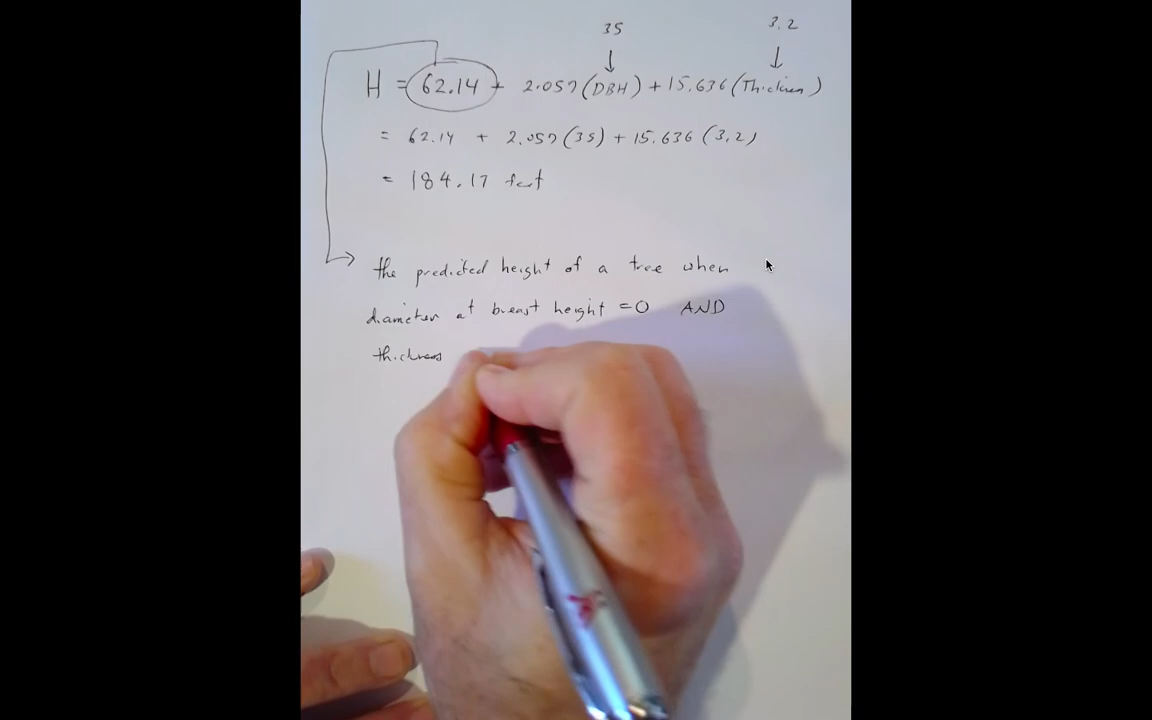 35 3.2
↓ ↓
H = 62.14 + 2.057 (DBH) + 15.636 (Thickness)
= 62.14 + 2.057 (35) + 15.636 (3.2)
= 184.17 feet
the predicted height of a tree when
diameter at breast height = 0 AND
thickness